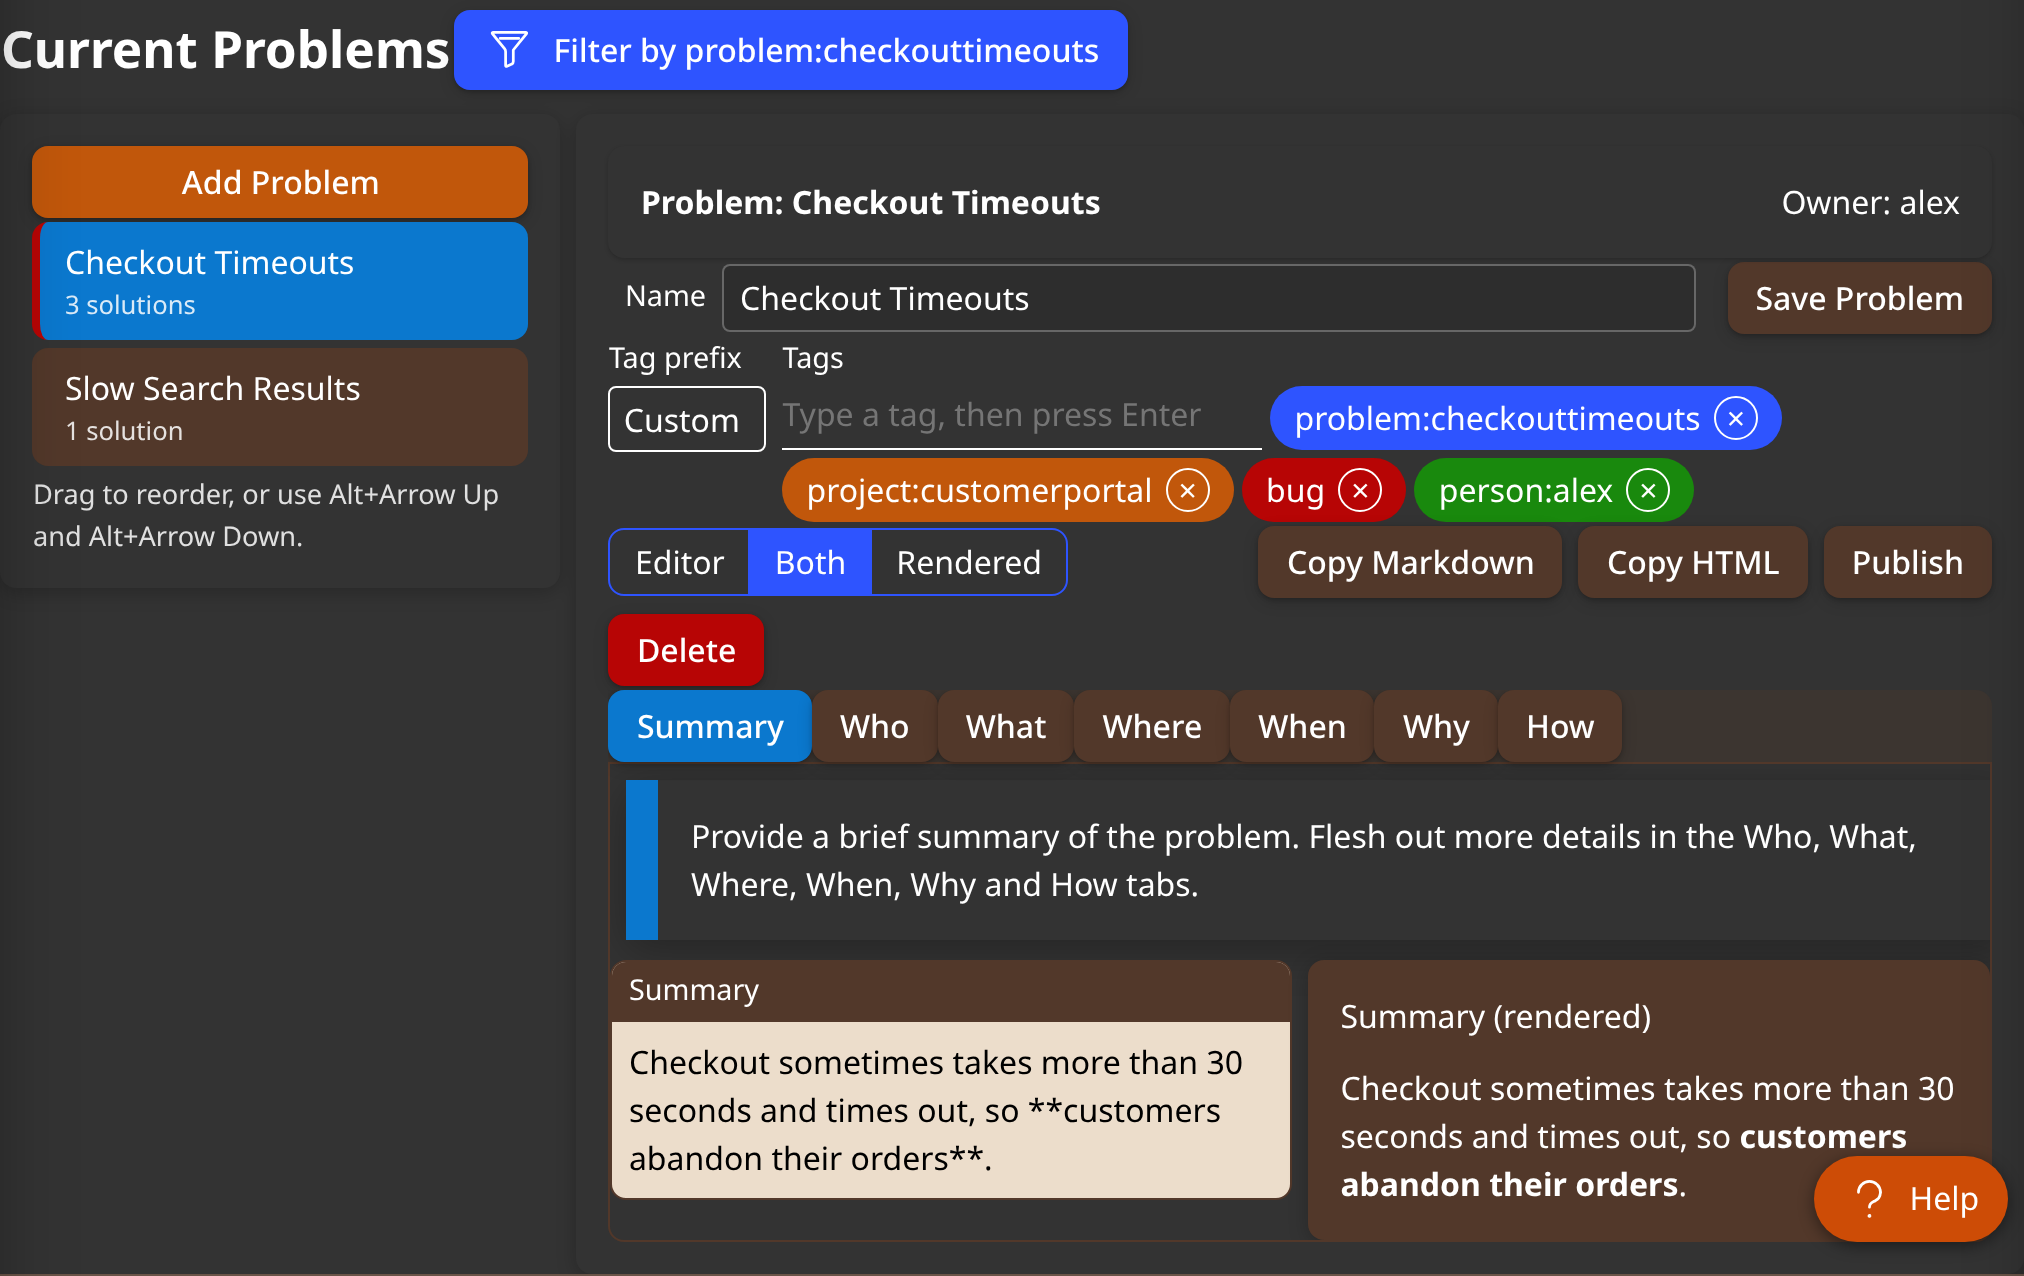 Current Problems
Filter by problem:checkouttimeouts
Add Problem
Checkout Timeouts
3 solutions
Slow Search Results
1 solution
Drag to reorder, or use Alt+Arrow Up
and Alt+Arrow Down.
Problem: Checkout Timeouts
Owner: alex
Name
Checkout Timeouts
Save Problem
Tag prefix
Tags
Custom
Type a tag, then press Enter
problem:checkouttimeouts
project:customerportal
bug
person:alex
Editor
Both
Rendered
Copy Markdown
Copy HTML
Publish
Delete
Summary
Who
What
Where
When
Why
How
Provide a brief summary of the problem. Flesh out more details in the Who, What,
Where, When, Why and How tabs.
Summary
Checkout sometimes takes more than 30
seconds and times out, so **customers
abandon their orders**.
Summary (rendered)
Checkout sometimes takes more than 30
seconds and times out, so customers
abandon their orders.
Help